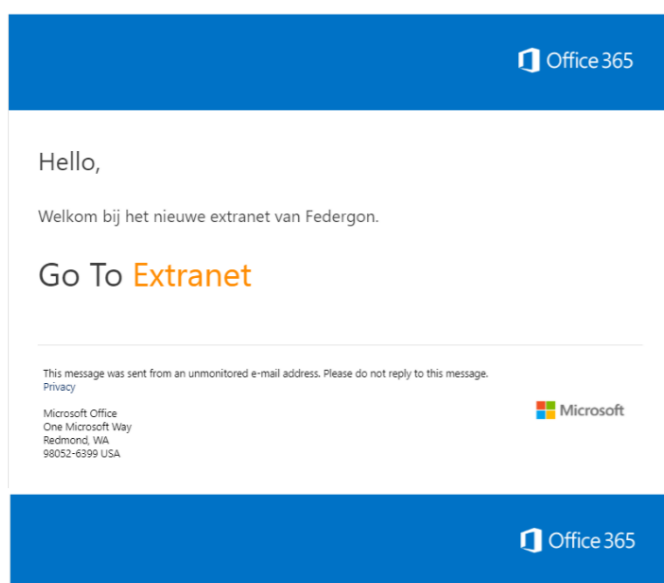 Office 365
Hello,
Welkom bij het nieuwe extranet van Federgon.
Go To Extranet
This message was sent from an unmonitored e-mail address. Please do not reply to this message.
Privacy
Microsoft Office
One Microsoft Way
Redmond, WA
98052-6399 USA
Microsoft
Office 365